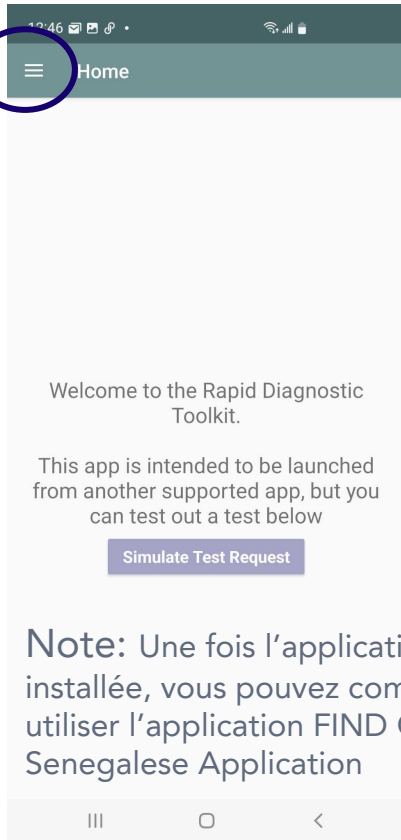 Home
Welcome to the Rapid Diagnostic
Toolkit.
This app is intended to be launched
from another supported app, but you
can test out a test below
Simulate Test Request
Note: Une fois
installée, vous pouvez
utiliser l'application FIND
Senegalese Application